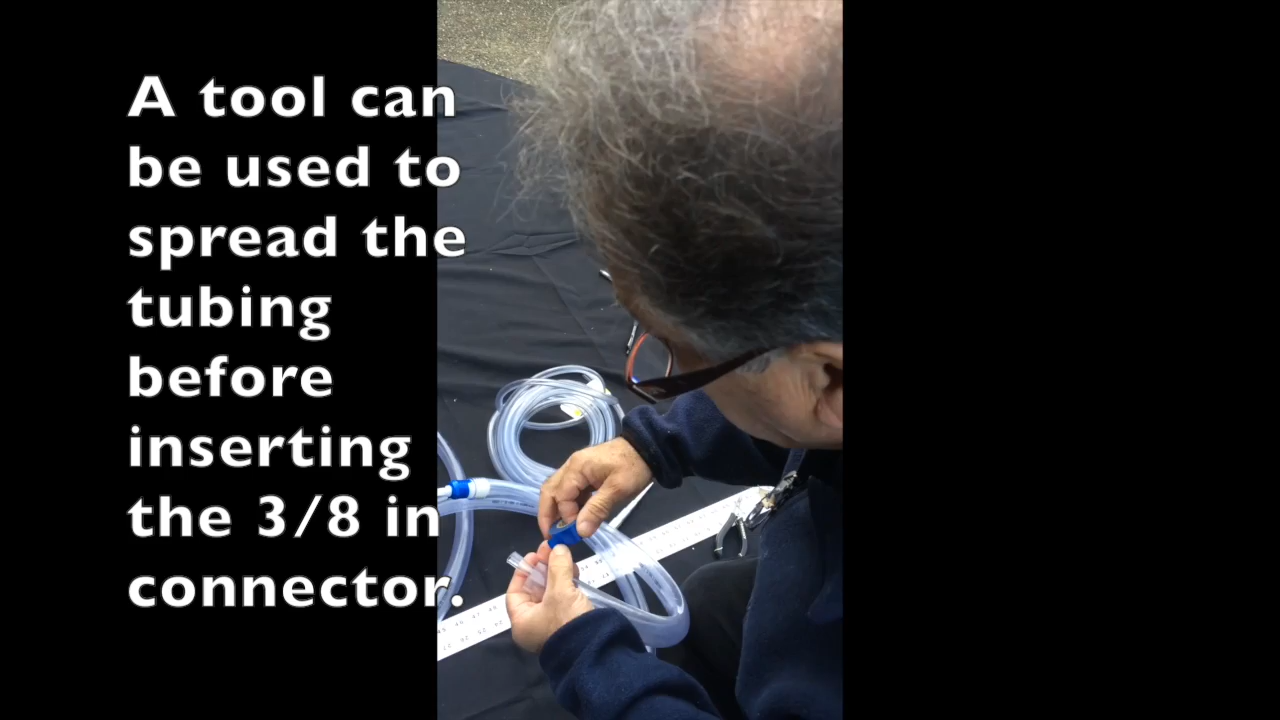 A tool can
be used to
spread the
tubing
before
inserting
the 3/8 in
connector.